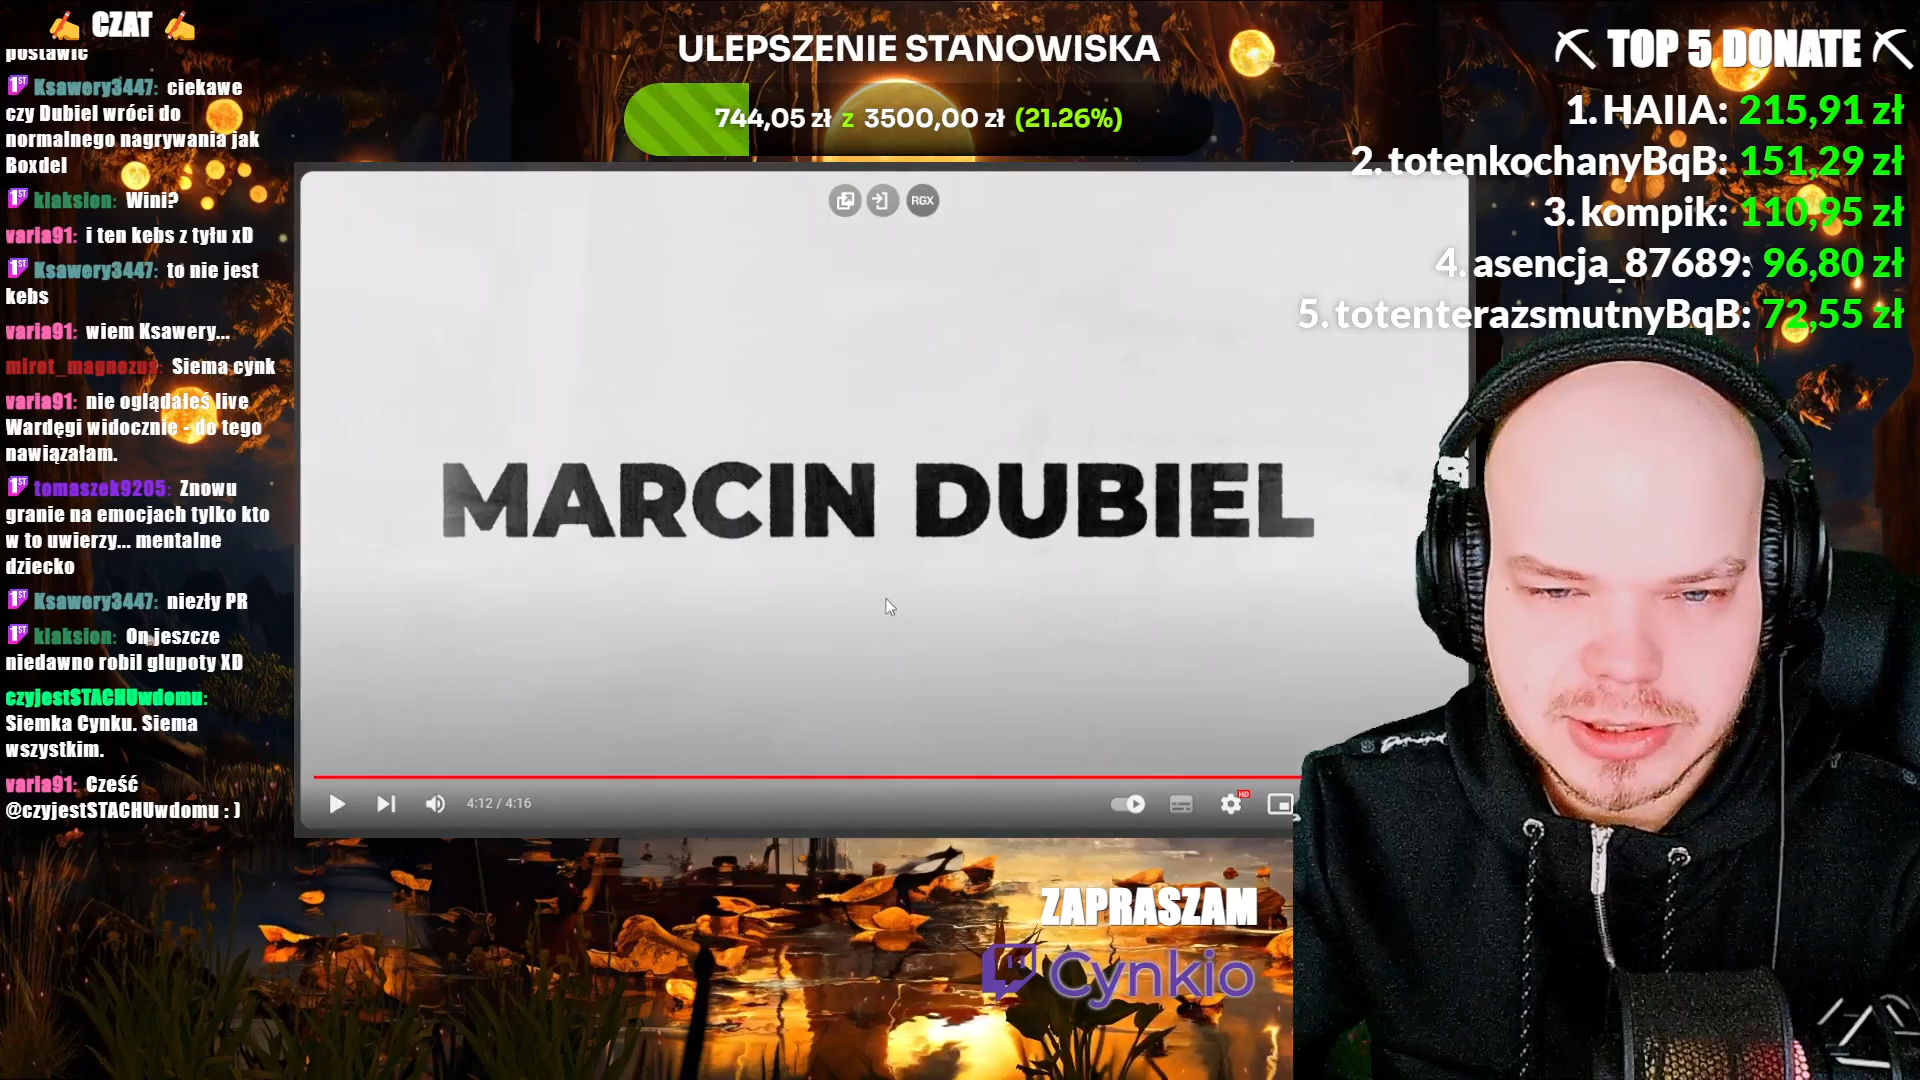 CZAT
postawic
Ksawery3447: ciekawe
czy Dubiel wróci do
normalnego nagrywania jak
Boxdel
klaksion: Wini?
varia91: i ten kebs z tyłu xD
Ksawery3447: to nie jest
kebs
varia91: wiem Ksawery...
mirot_magnezus: Siema cynk
varia91: nie oglądałeś live
Wardęgi widocznie - do tego
nawiązałam.
tomaszek9205: Znowu
granie na emocjach tylko kto
w to uwierzy... mentalne
dziecko
Ksawery3447: niezły PR
klaksion: On jeszcze
niedawno robil glupoty XD
czyjestSTACHUwdomu:
Siemka Cynku. Siema
wszystkim.
varia91: Cześć
@czyjestSTACHUwdomu : )
ULEPSZENIE STANOWISKA
744,05 zł z 3500,00 zł (21.26%)
RGX
MARCIN DUBIEL
4:12 / 4:16
HD
TOP 5 DONATE
1. HAIIA: 215,91 zł
2. totenkochanyBqB: 151,29 zł
3. kompik: 110,95 zł
4. asencja_87689: 96,80 zł
5. totenterazsmutnyBqB: 72,55 zł
ZAPRASZAM
Cynkio